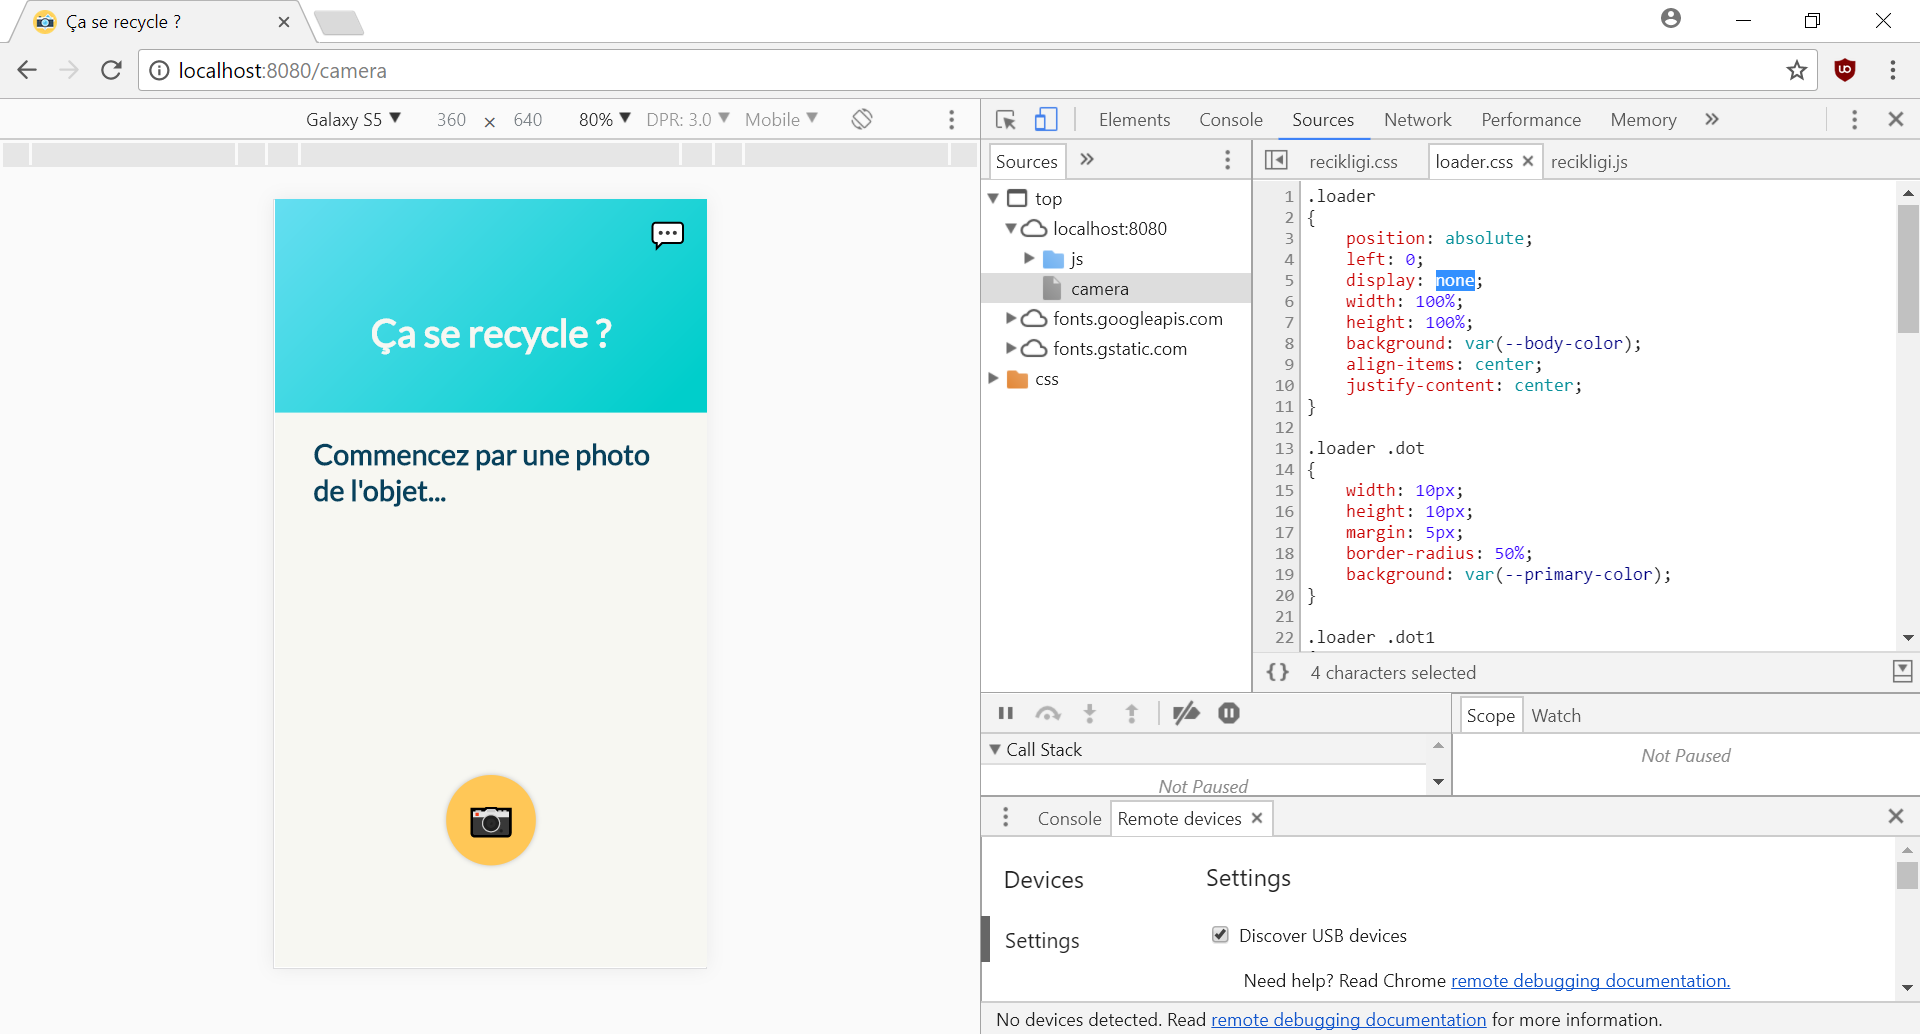 Ça se recycle ?
localhost:8080/camera
Galaxy S5 ▼ 360 × 640 80% ▼ DPR: 3.0 ▼ Mobile ▼
Elements Console Sources Network Performance Memory »
Sources »
recikligi.css loader.css × recikligi.js
top
localhost:8080
js
camera
fonts.googleapis.com
fonts.gstatic.com
css
1 .loader
2 {
3 position: absolute;
4 left: 0;
5 display: none;
6 width: 100%;
7 height: 100%;
8 background: var(--body-color);
9 align-items: center;
10 justify-content: center;
11 }
12
13 .loader .dot
14 {
15 width: 10px;
16 height: 10px;
17 margin: 5px;
18 border-radius: 50%;
19 background: var(--primary-color);
20 }
21
22 .loader .dot1
{} 4 characters selected
Ça se recycle ?
Commencez par une photo
de l'objet...
Scope Watch
Call Stack
Not Paused
Not Paused
Console Remote devices ×
Devices
Settings
Settings
Discover USB devices
Need help? Read Chrome remote debugging documentation.
No devices detected. Read remote debugging documentation for more information.